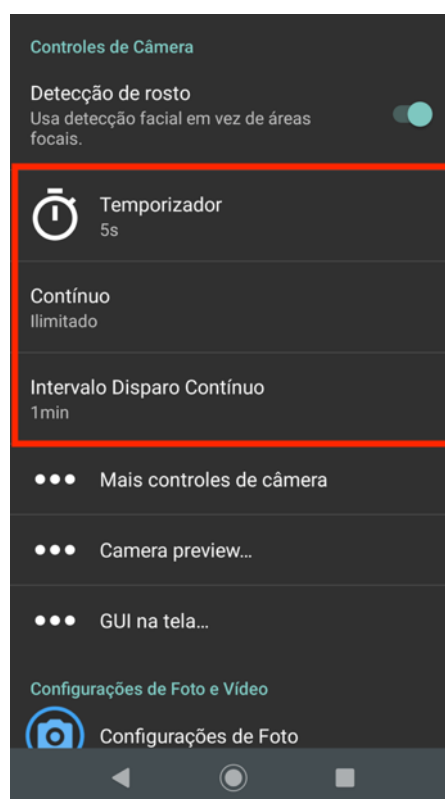 Controles de Câmera
Detecção de rosto
Usa detecção facial em vez de áreas
focais.
Temporizador
5s
Contínuo
Ilimitado
Intervalo Disparo Contínuo
1min
Mais controles de câmera
Camera preview...
GUI na tela...
Configurações de Foto e Vídeo
Configurações de Foto